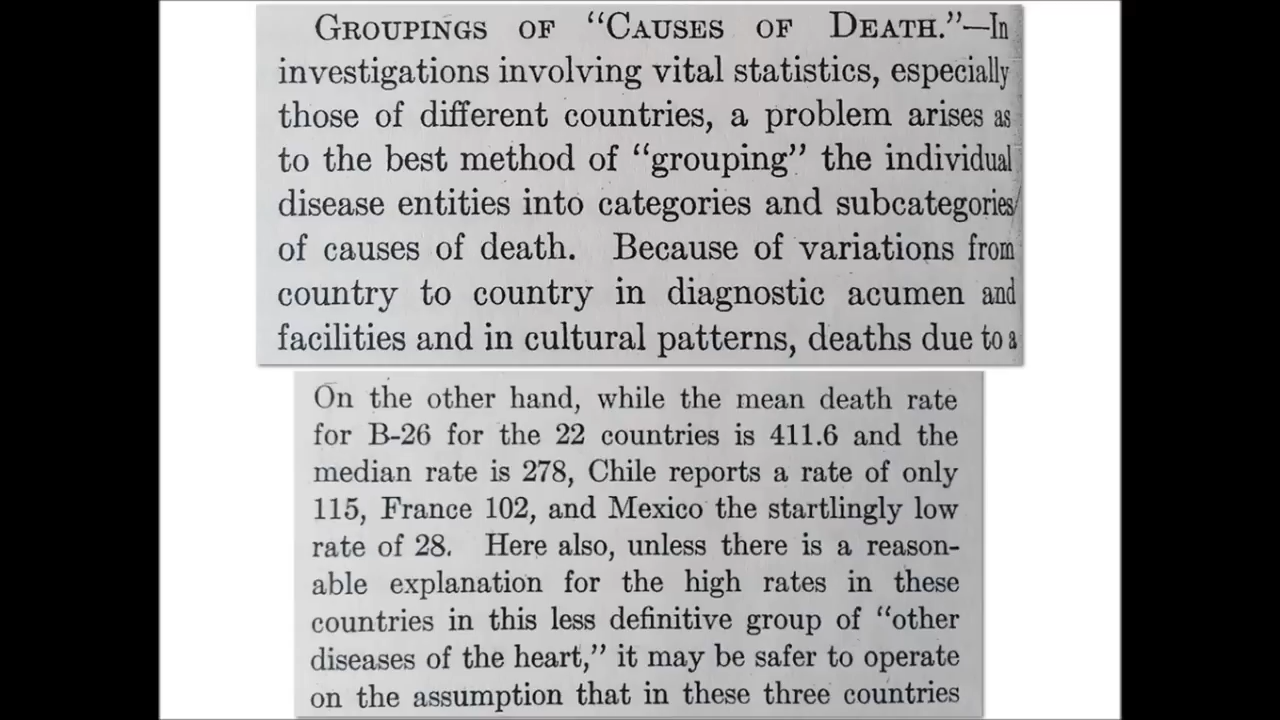 GROUPINGS OF “CAUSES OF DEATH.”—In
investigations involving vital statistics, especially
those of different countries, a problem arises as
to the best method of “grouping” the individual
disease entities into categories and subcategories
of causes of death. Because of variations from
country to country in diagnostic acumen and
facilities and in cultural patterns, deaths due to a
On the other hand, while the mean death rate
for B-26 for the 22 countries is 411.6 and the
median rate is 278, Chile reports a rate of only
115, France 102, and Mexico the startlingly low
rate of 28. Here also, unless there is a reason-
able explanation for the high rates in these
countries in this less definitive group of “other
diseases of the heart,” it may be safer to operate
on the assumption that in these three countries